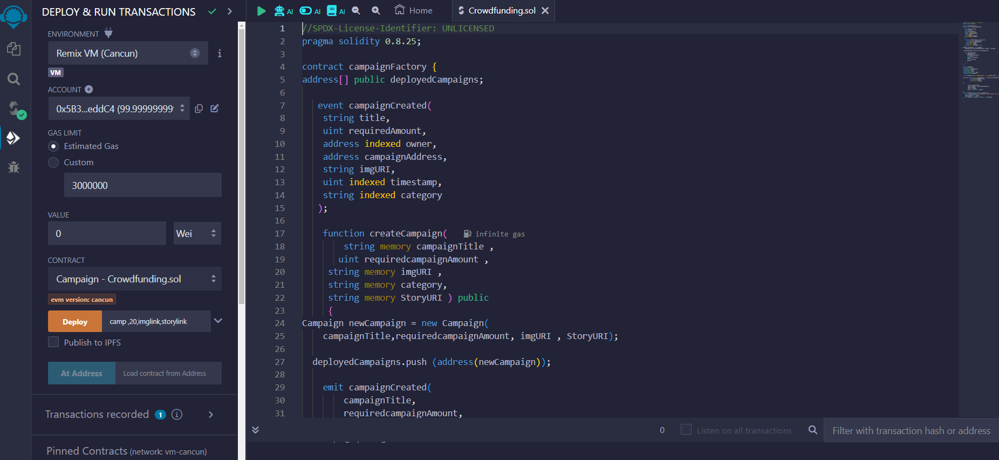 DEPLOY & RUN TRANSACTIONS
ENVIRONMENT
Remix VM (Cancun)
VM
ACCOUNT
0x5B3...eddC4 (99.99999999
GAS LIMIT
Estimated Gas
Custom
3000000
VALUE
0
Wei
CONTRACT
Campaign - Crowdfunding.sol
evm version: cancun
Deploy
camp ,20,imglink,storylink
Publish to IPFS
At Address
Load contract from Address
Transactions recorded 1
Pinned Contracts (network: vm-cancun)
AI AI AI Home Crowdfunding.sol
1 //SPDX-License-Identifier: UNLICENSED
2 pragma solidity 0.8.25;
3
4 contract campaignFactory {
5 address[] public deployedCampaigns;
6
7 event campaignCreated(
8 string title,
9 uint requiredAmount,
10 address indexed owner,
11 address campaignAddress,
12 string imgURI,
13 uint indexed timestamp,
14 string indexed category
15 );
16
17 function createCampaign( infinite gas
18 string memory campaignTitle ,
19 uint requiredcampaignAmount ,
20 string memory imgURI ,
21 string memory category,
22 string memory StoryURI ) public
23 {
24 Campaign newCampaign = new Campaign(
25 campaignTitle,requiredcampaignAmount, imgURI , StoryURI);
26
27 deployedCampaigns.push (address(newCampaign));
28
29 emit campaignCreated(
30 campaignTitle,
31 requiredcampaignAmount,
0 Listen on all transactions Filter with transaction hash or address